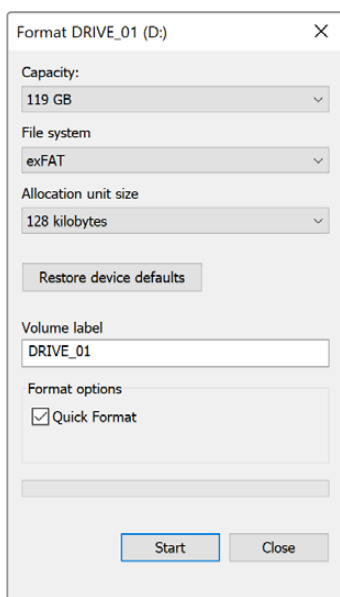 Format DRIVE_01 (D:)
Capacity:
119 GB
File system
exFAT
Allocation unit size
128 kilobytes
Restore device defaults
Volume label
DRIVE_01
Format options
Quick Format
Start Close